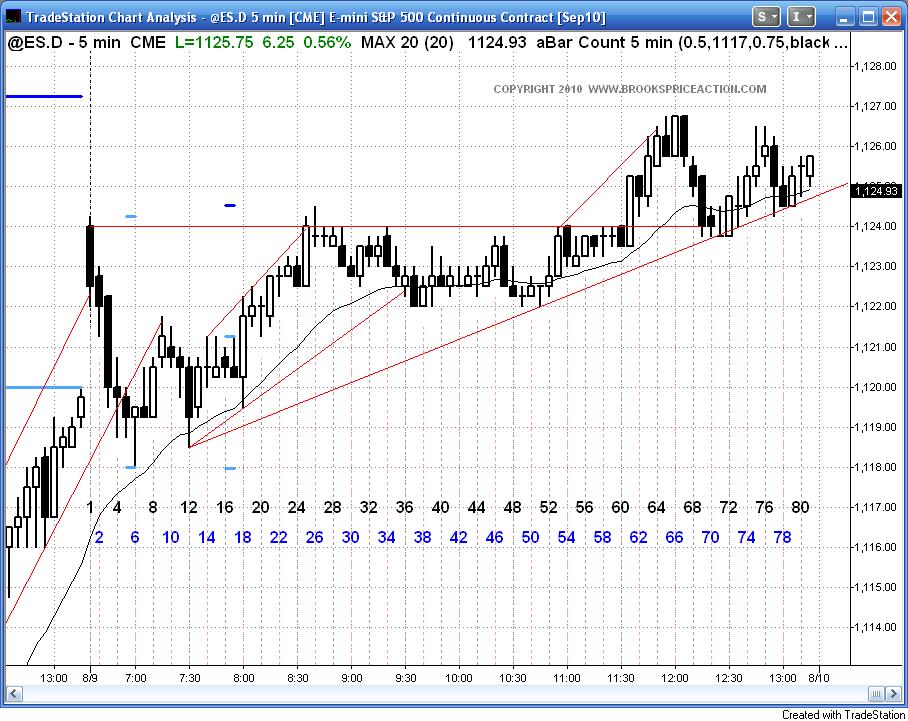 TradeStation Chart Analysis - @ES.D 5 min [CME] E-mini S&P 500 Continuous Contract [Sep10]
S I
@ES.D - 5 min CME L=1125.75 6.25 0.56% MAX 20 (20) 1124.93 aBar Count 5 min (0.5,1117,0.75,black ...
COPYRIGHT 2010 WWW.BROOKSPRICEACTION.COM
1,128.00
1,127.00
1,126.00
1,124.93
1,124.00
1,123.00
1,122.00
1,121.00
1,120.00
1,119.00
1,118.00
1,117.00
1,116.00
1,115.00
1,114.00
1 4 8 12 16 20 24 28 32 36 40 44 48 52 56 60 64 68 72 76 80
2 6 10 14 18 22 26 30 34 38 42 46 50 54 58 62 66 70 74 78
13:00 8/9 7:00 7:30 8:00 8:30 9:00 9:30 10:00 10:30 11:00 11:30 12:00 12:30 13:00 8/10
Created with TradeStation